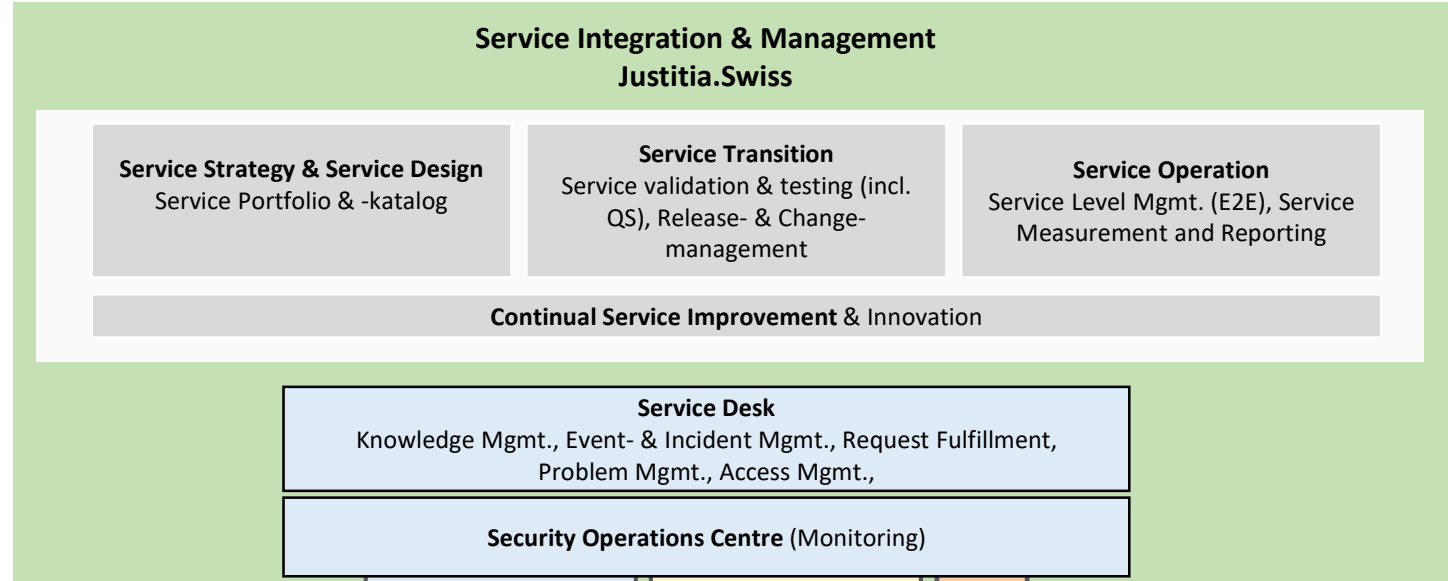 Service Integration & Management
Justitia.Swiss
Service Strategy & Service Design
Service Portfolio & -katalog
Service Transition
Service validation & testing (incl.
QS), Release- & Change-
management
Service Operation
Service Level Mgmt. (E2E), Service
Measurement and Reporting
Continual Service Improvement & Innovation
Service Desk
Knowledge Mgmt., Event- & Incident Mgmt., Request Fulfillment,
Problem Mgmt., Access Mgmt.,
Security Operations Centre (Monitoring)